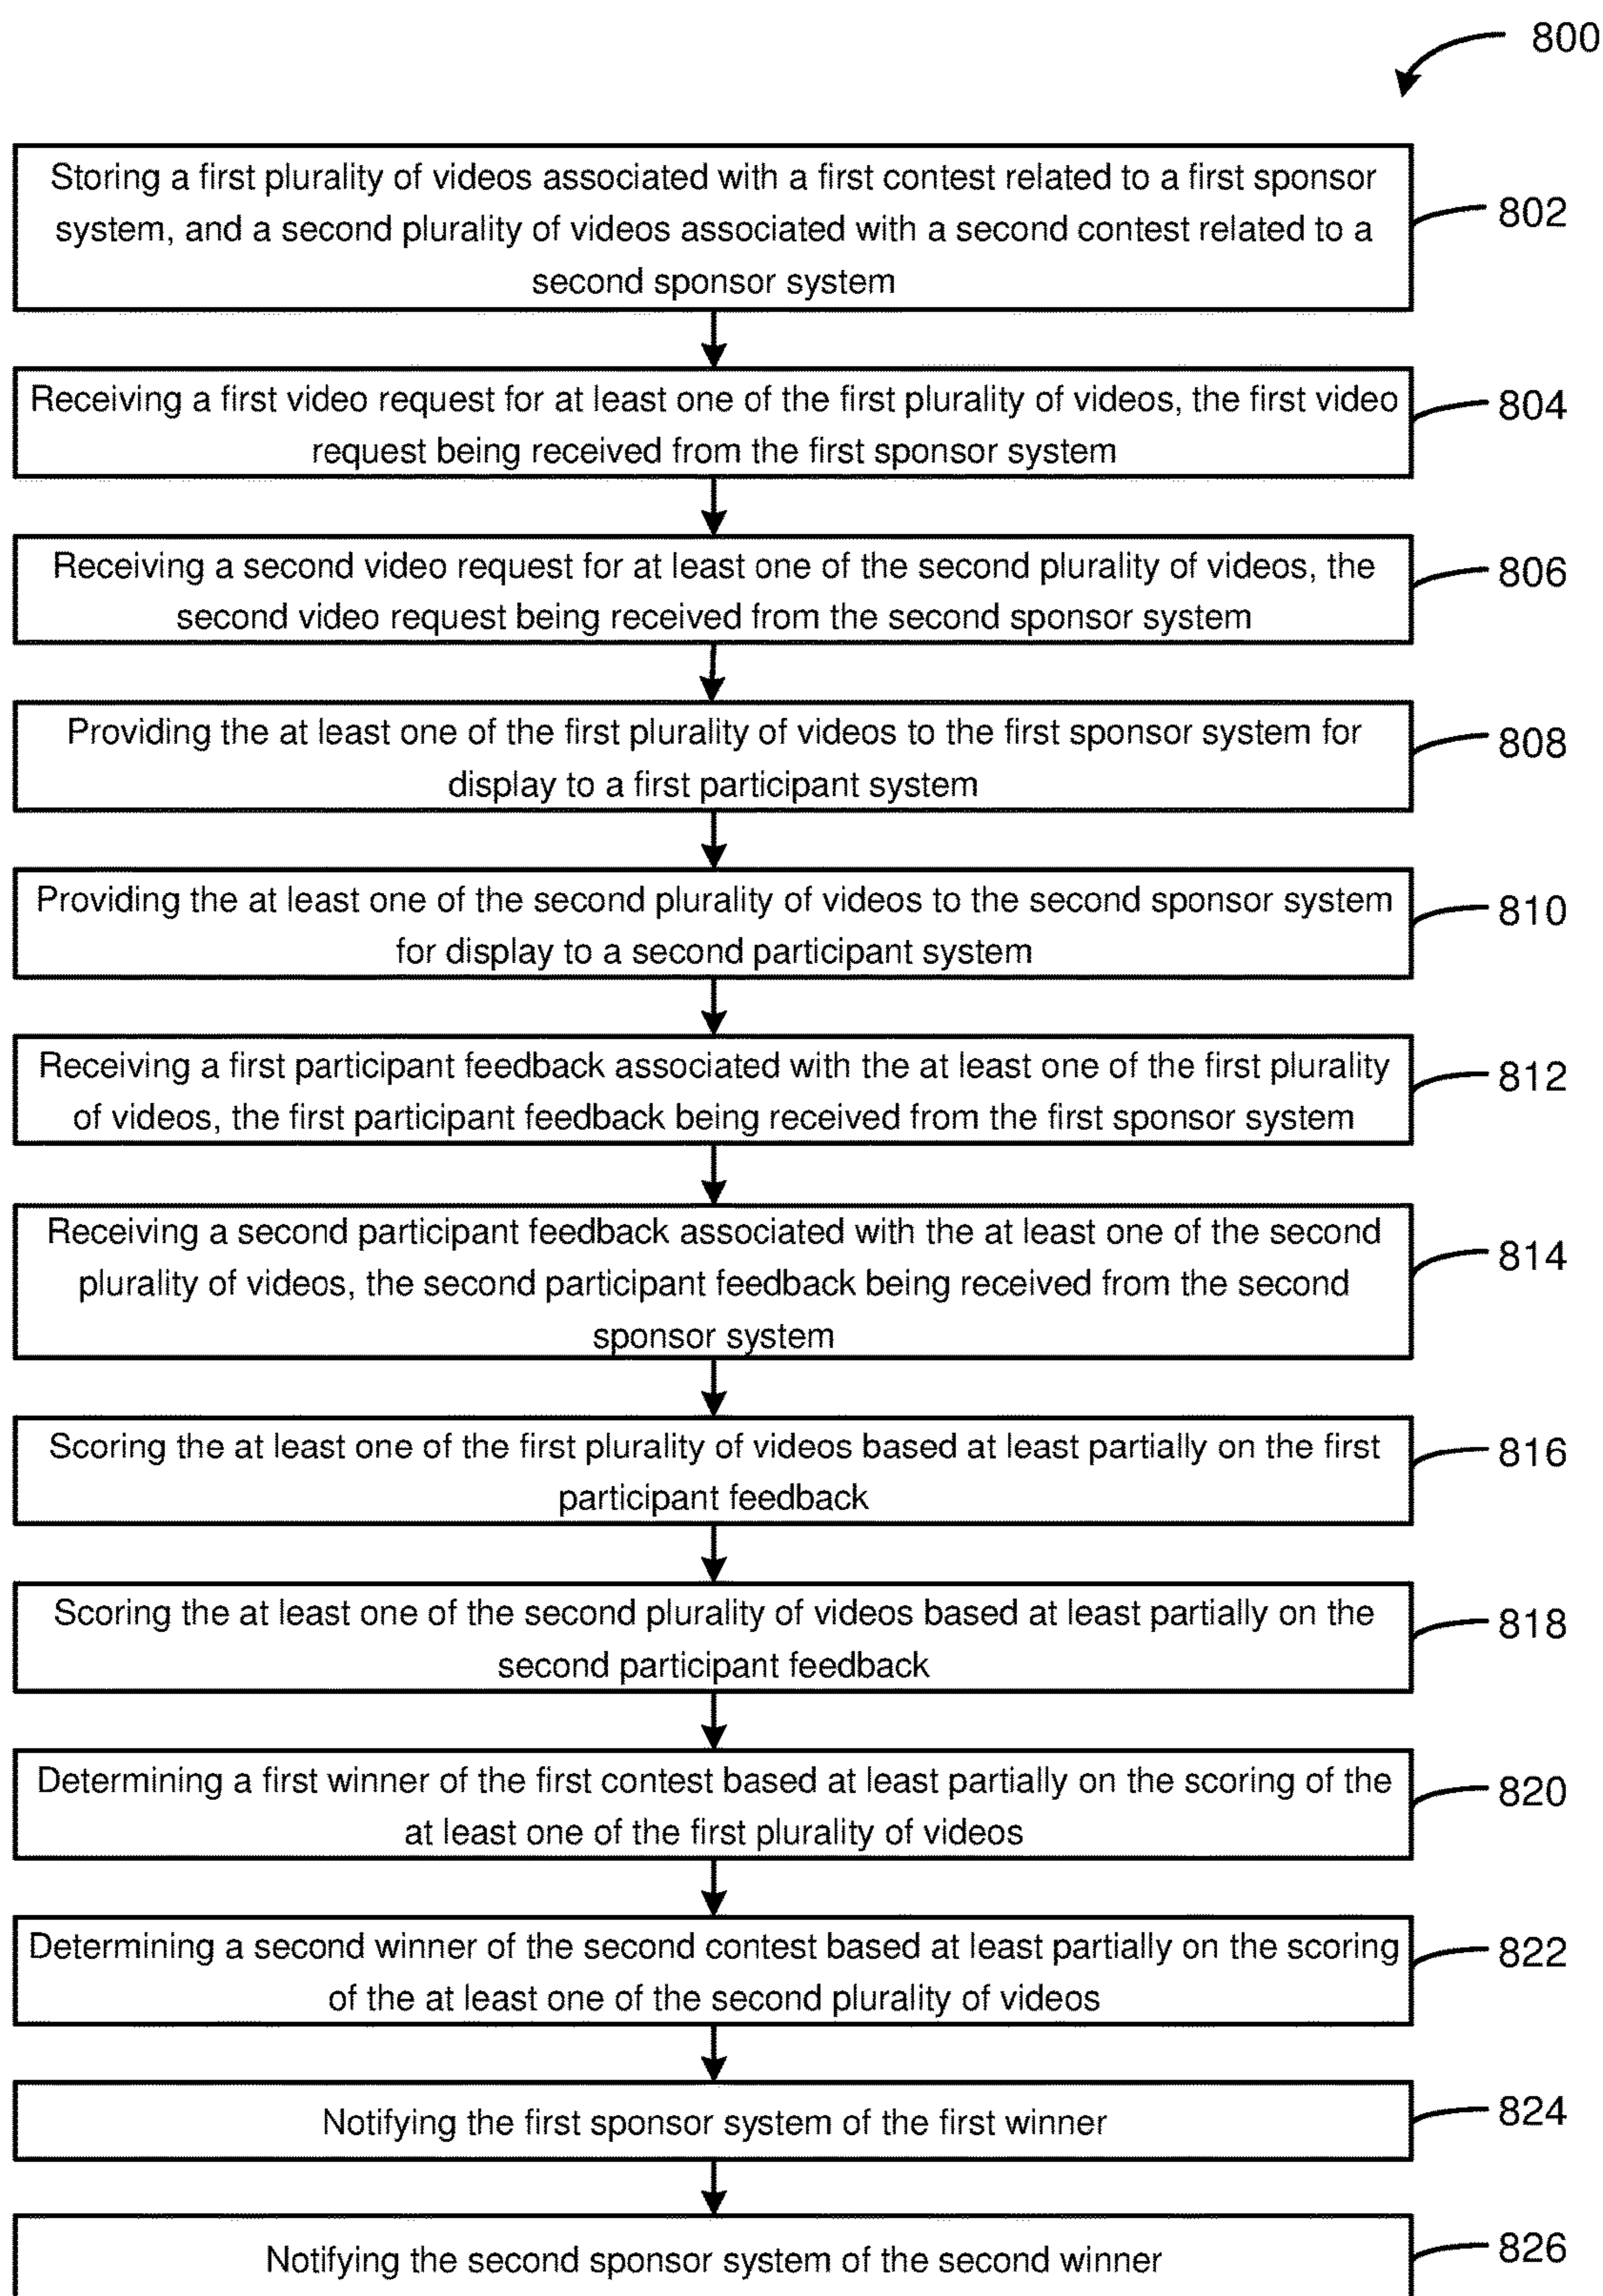 800
Storing a first plurality of videos associated with a first contest related to a first sponsor
system, and a second plurality of videos associated with a second contest related to a
second sponsor system
802
Receiving a first video request for at least one of the first plurality of videos, the first video
request being received from the first sponsor system
804
Receiving a second video request for at least one of the second plurality of videos, the
second video request being received from the second sponsor system
806
Providing the at least one of the first plurality of videos to the first sponsor system for
display to a first participant system
808
Providing the at least one of the second plurality of videos to the second sponsor system
for display to a second participant system
810
Receiving a first participant feedback associated with the at least one of the first plurality
of videos, the first participant feedback being received from the first sponsor system
812
Receiving a second participant feedback associated with the at least one of the second
plurality of videos, the second participant feedback being received from the second
sponsor system
814
Scoring the at least one of the first plurality of videos based at least partially on the first
participant feedback
816
Scoring the at least one of the second plurality of videos based at least partially on the
second participant feedback
818
Determining a first winner of the first contest based at least partially on the scoring of the
at least one of the first plurality of videos
820
Determining a second winner of the second contest based at least partially on the scoring
of the at least one of the second plurality of videos
822
Notifying the first sponsor system of the first winner
824
Notifying the second sponsor system of the second winner
826